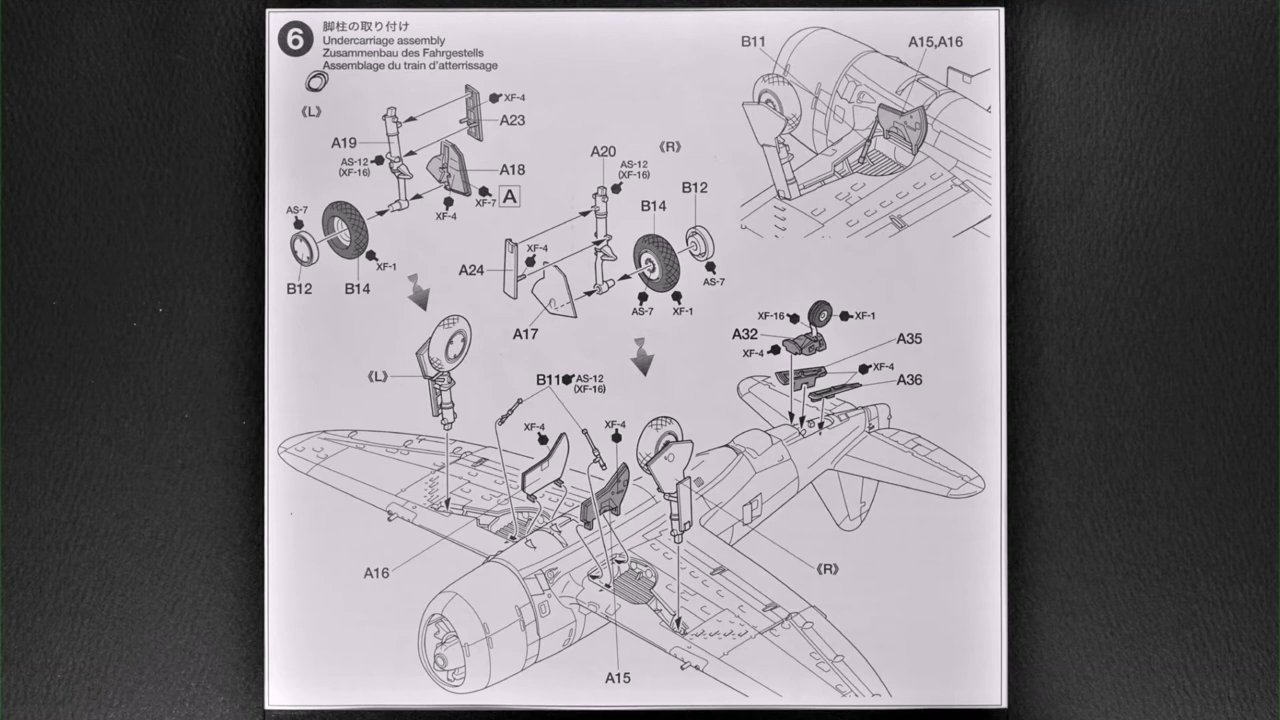 6
脚柱の取り付け
Undercarriage assembly
Zusammenbau des Fahrgestells
Assemblage du train d'atterrissage
《L》
XF-4
A23
A19
AS-12
(XF-16)
A18
XF-7
A
XF-4
AS-7
XF-1
B12
B14
A20
《R》
AS-12
(XF-16)
B12
B14
XF-4
A24
AS-7
AS-7
XF-1
A17
B11
A15,A16
XF-16
XF-1
A32
XF-4
A35
XF-4
A36
《L》
B11
AS-12
(XF-16)
XF-4
XF-4
A16
《R》
A15